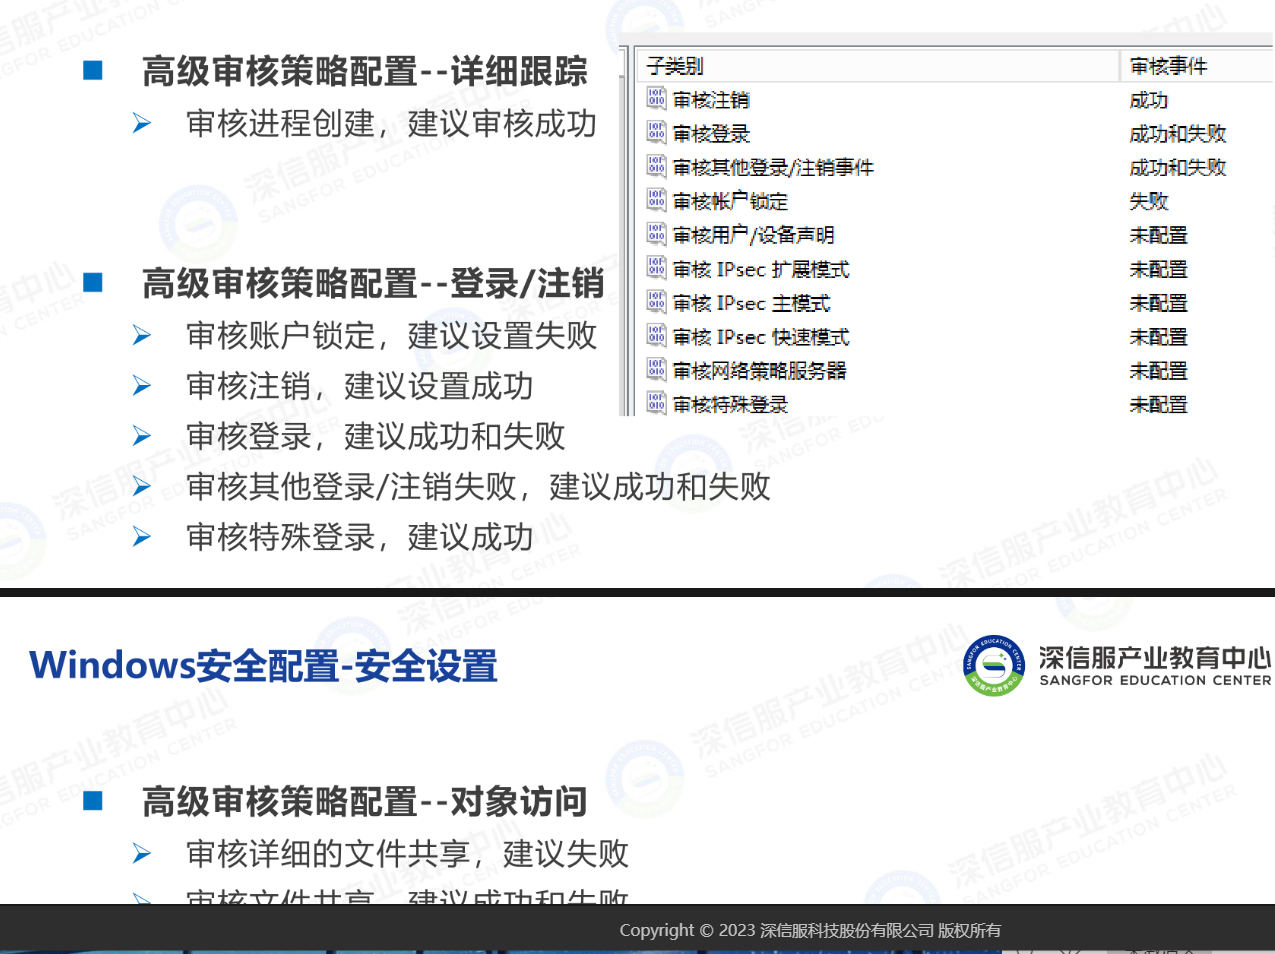 高级审核策略配置--详细跟踪
审核进程创建，建议审核成功
高级审核策略配置--登录/注销
审核账户锁定，建议设置失败
审核注销，建议设置成功
审核登录，建议成功和失败
审核其他登录/注销失败，建议成功和失败
审核特殊登录，建议成功
子类别 审核事件
审核注销 成功
审核登录 成功和失败
审核其他登录/注销事件 成功和失败
审核帐户锁定 失败
审核用户/设备声明 未配置
审核 IPsec 扩展模式 未配置
审核 IPsec 主模式 未配置
审核 IPsec 快速模式 未配置
审核网络策略服务器 未配置
审核特殊登录 未配置
Windows安全配置-安全设置
深信服产业教育中心
SANGFOR EDUCATION CENTER
高级审核策略配置--对象访问
审核详细的文件共享，建议失败
审核文件共享，建议成功和失败
Copyright © 2023 深信服科技股份有限公司 版权所有